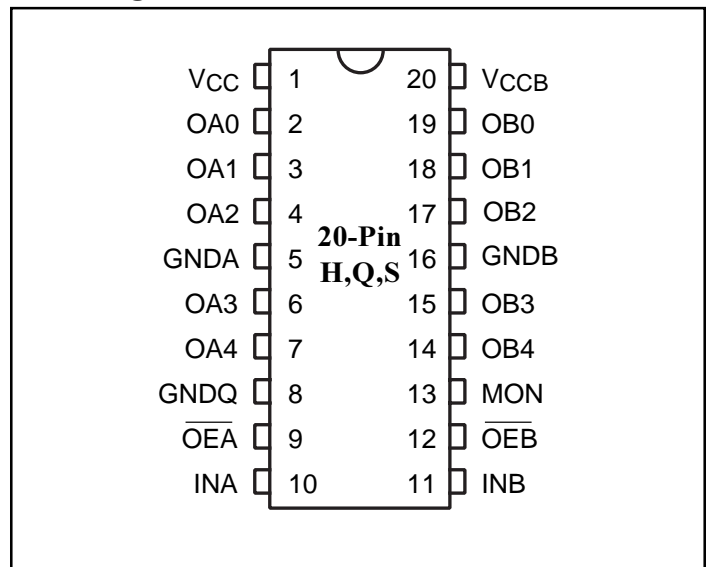 VCC 1 20 VCCB
OA0 2 19 OB0
OA1 3 18 OB1
OA2 4 17 OB2
20-Pin
GNDA 5 16 GNDB
H,Q,S
OA3 6 15 OB3
OA4 7 14 OB4
GNDQ 8 13 MON
O̅E̅A̅ 9 12 O̅E̅B̅
INA 10 11 INB